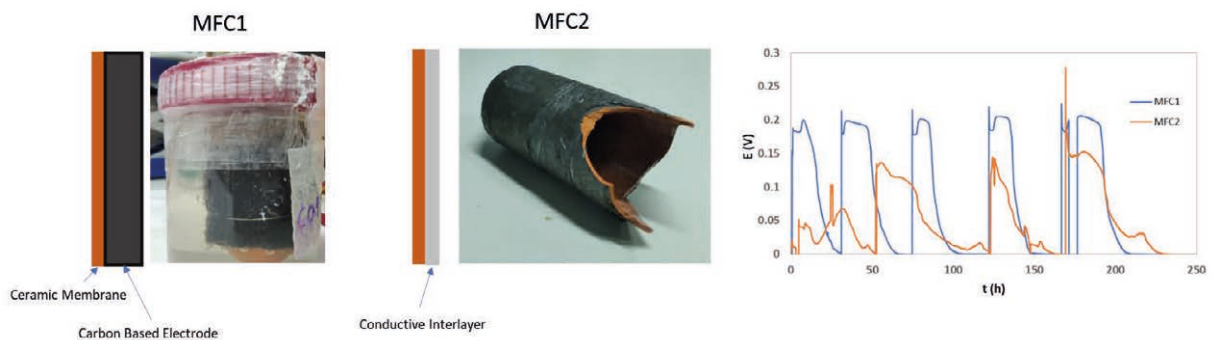 MFC1
MFC2
Ceramic Membrane
Carbon Based Electrode
Conductive Interlayer
0.3
0.25
0.2
0.15
0.1
0.05
0
E (V)
MFC1
MFC2
0 50 100 150 200 250
t (h)